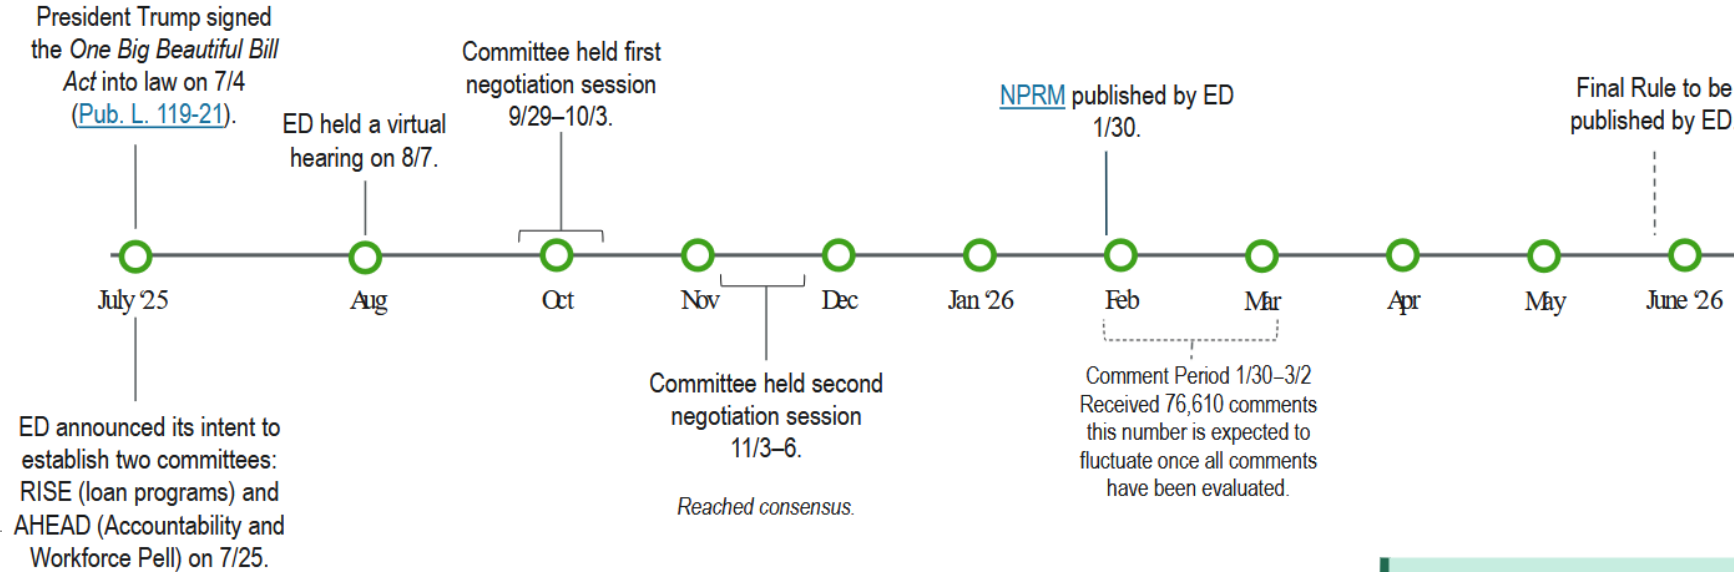 President Trump signed
the One Big Beautiful Bill
Act into law on 7/4
(Pub. L. 119-21).
ED held a virtual
hearing on 8/7.
Committee held first
negotiation session
9/29–10/3.
NPRM published by ED
1/30.
Final Rule to be
published by ED
July ‘25
Aug
Oct
Nov
Dec
Jan ‘26
Feb
Mar
Apr
May
June ‘26
ED announced its intent to
establish two committees:
RISE (loan programs) and
AHEAD (Accountability and
Workforce Pell) on 7/25.
Committee held second
negotiation session
11/3–6.
Reached consensus.
Comment Period 1/30–3/2
Received 76,610 comments
this number is expected to
fluctuate once all comments
have been evaluated.